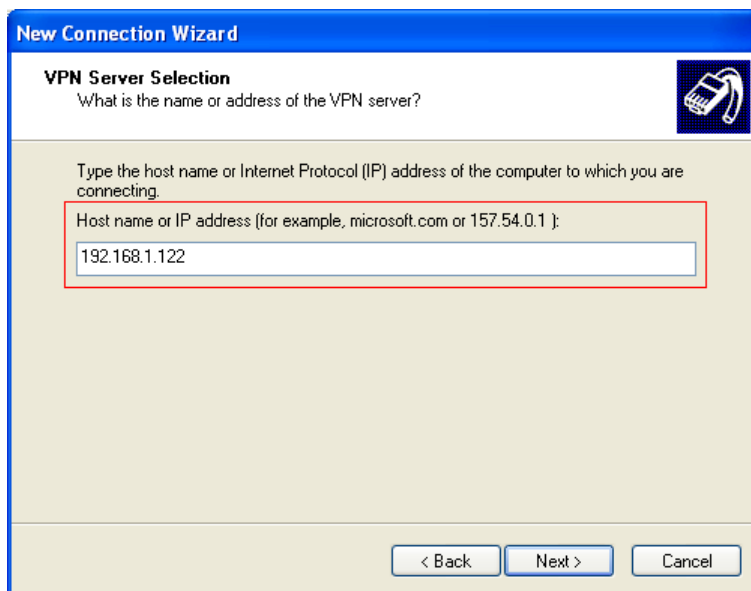 New Connection Wizard
VPN Server Selection
What is the name or address of the VPN server?
Type the host name or Internet Protocol (IP) address of the computer to which you are
connecting.
Host name or IP address (for example, microsoft.com or 157.54.0.1 ):
192.168.1.122
< Back
Next >
Cancel